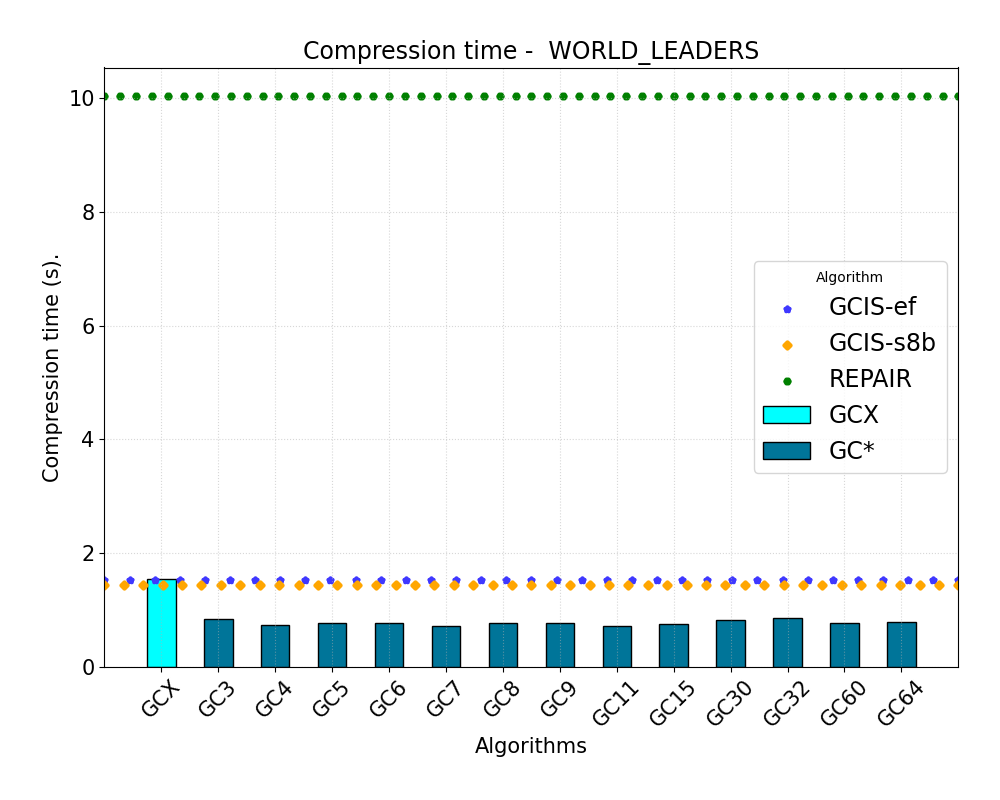 Compression time -  WORLD_LEADERS
Compression time (s).
10
8
6
4
2
0
Algorithm
GCIS-ef
GCIS-s8b
REPAIR
GCX
GC*
GCX
GC3
GC4
GC5
GC6
GC7
GC8
GC9
GC11
GC15
GC30
GC32
GC60
GC64
Algorithms